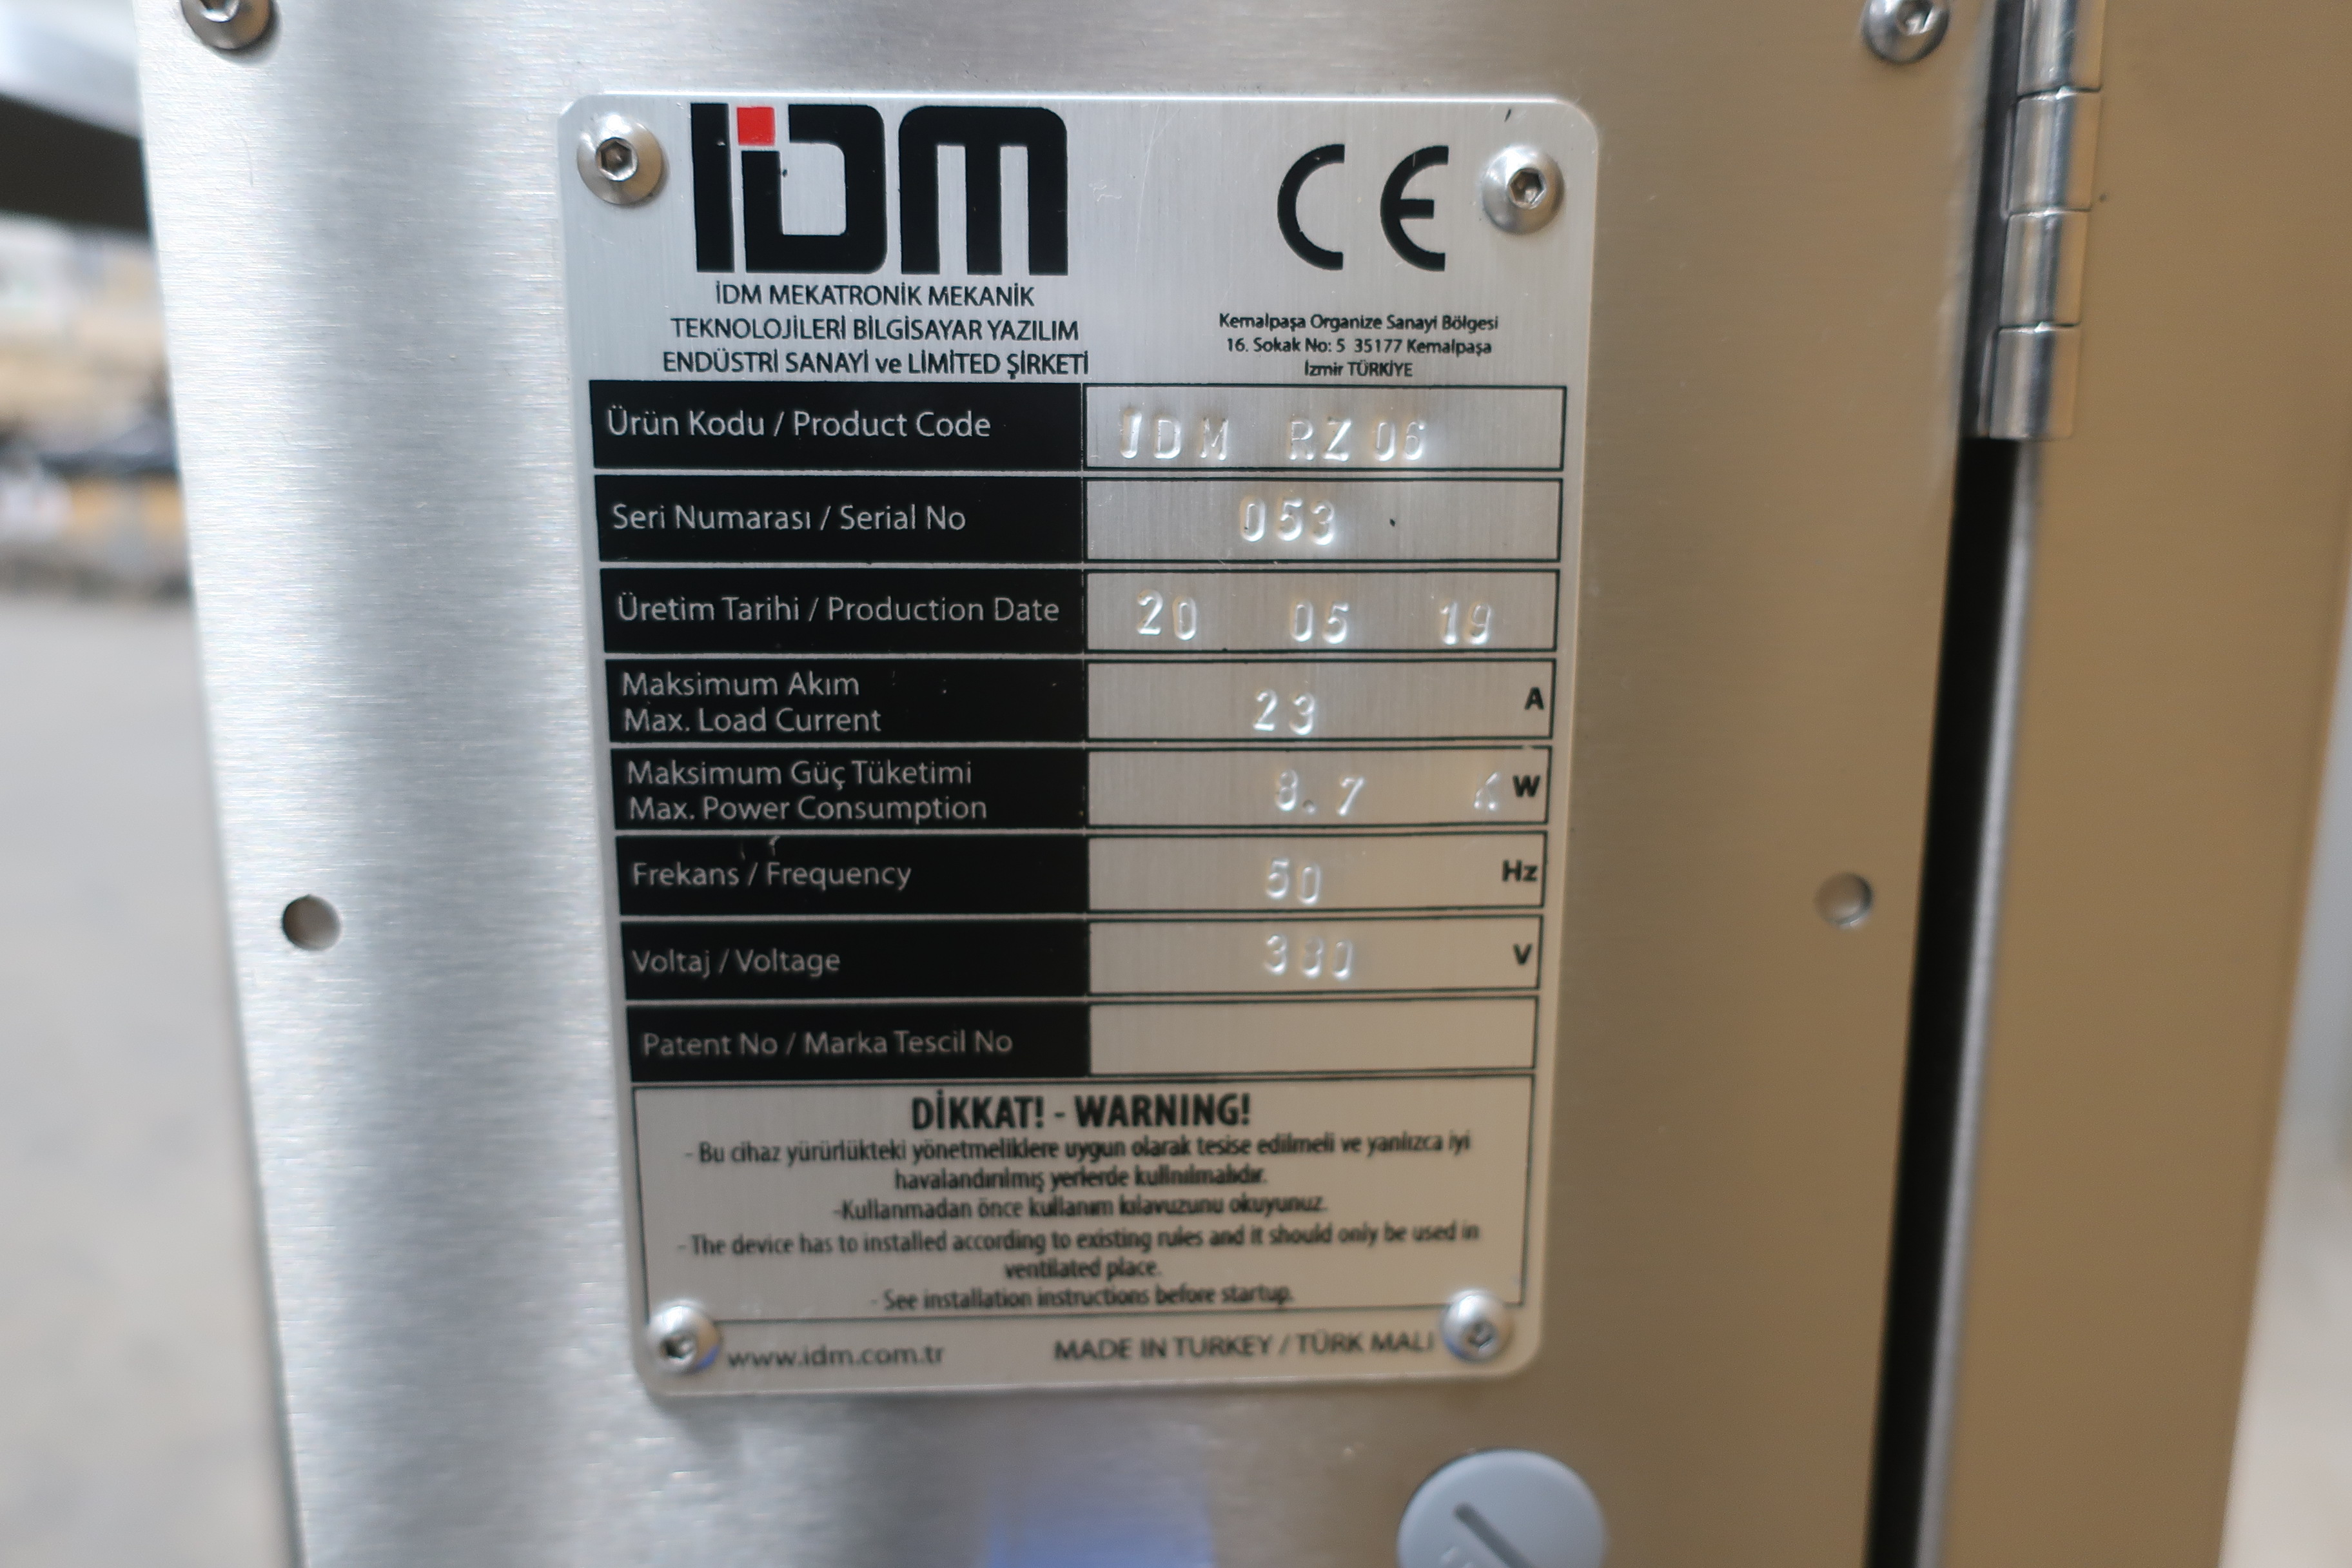 İDM
CE
İDM MEKATRONİK MEKANİK
TEKNOLOJİLERİ BİLGİSAYAR YAZILIM
ENDÜSTRİ SANAYİ ve LİMİTED ŞİRKETİ
Kemalpaşa Organize Sanayi Bölgesi
16. Sokak No: 5 35177 Kemalpaşa
İzmir TÜRKİYE
Ürün Kodu / Product Code IDM RZ 06
Seri Numarası / Serial No 053
Üretim Tarihi / Production Date 20 05 19
Maksimum Akım
Max. Load Current 23 A
Maksimum Güç Tüketimi
Max. Power Consumption 8.7 K W
Frekans / Frequency 50 Hz
Voltaj / Voltage 380 V
Patent No / Marka Tescil No
DİKKAT! - WARNING!
- Bu cihaz yürürlükteki yönetmeliklere uygun olarak tesise edilmeli ve yanlızca iyi
havalandırılmış yerlerde kullnılmalıdır.
-Kullanmadan önce kullanım kılavuzunu okuyunuz.
- The device has to installed according to existing rules and it should only be used in
ventilated place.
- See installation instructions before startup.
www.idm.com.tr MADE IN TURKEY / TÜRK MALI